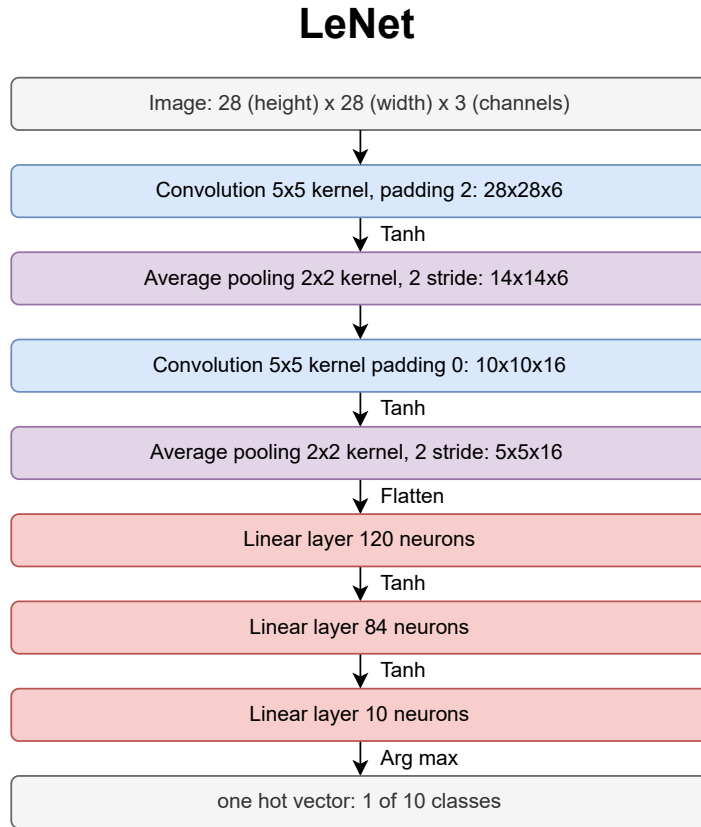 LeNet
Image: 28 (height) x 28 (width) x 3 (channels)
Convolution 5x5 kernel, padding 2: 28x28x6
Tanh
Average pooling 2x2 kernel, 2 stride: 14x14x6
Convolution 5x5 kernel padding 0: 10x10x16
Tanh
Average pooling 2x2 kernel, 2 stride: 5x5x16
Flatten
Linear layer 120 neurons
Tanh
Linear layer 84 neurons
Tanh
Linear layer 10 neurons
Arg max
one hot vector: 1 of 10 classes